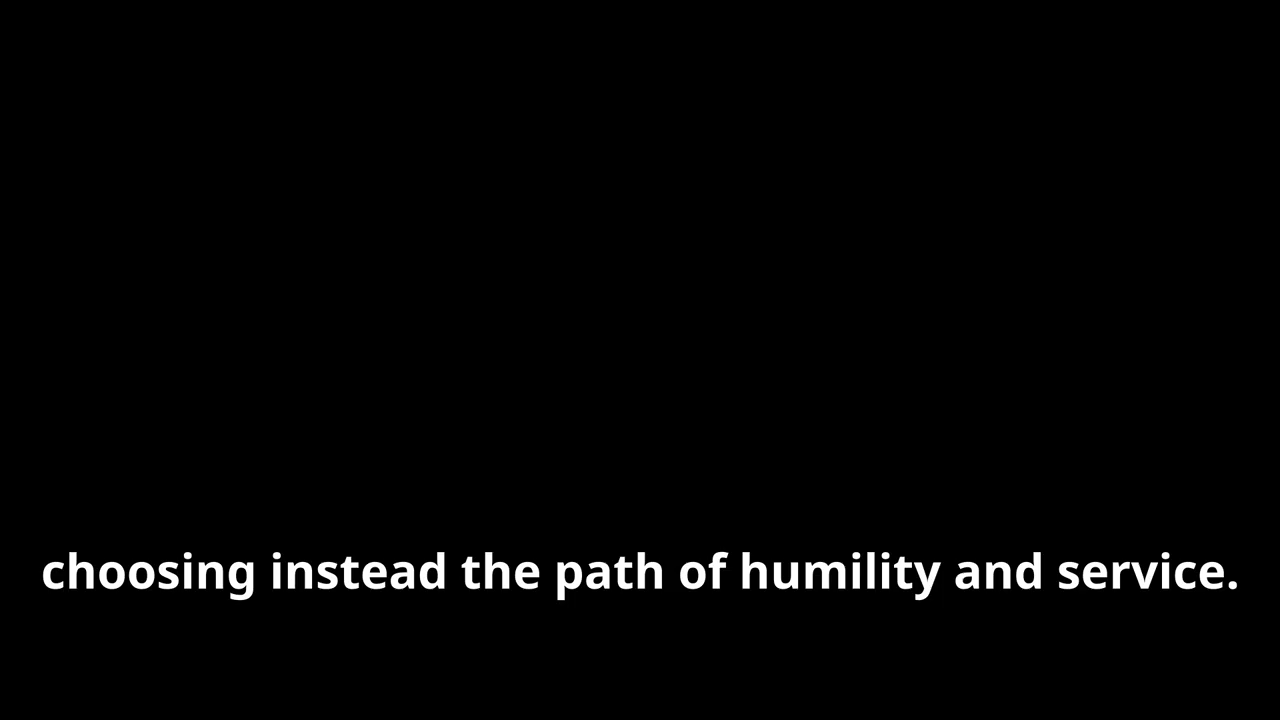 choosing instead the path of humility and service.